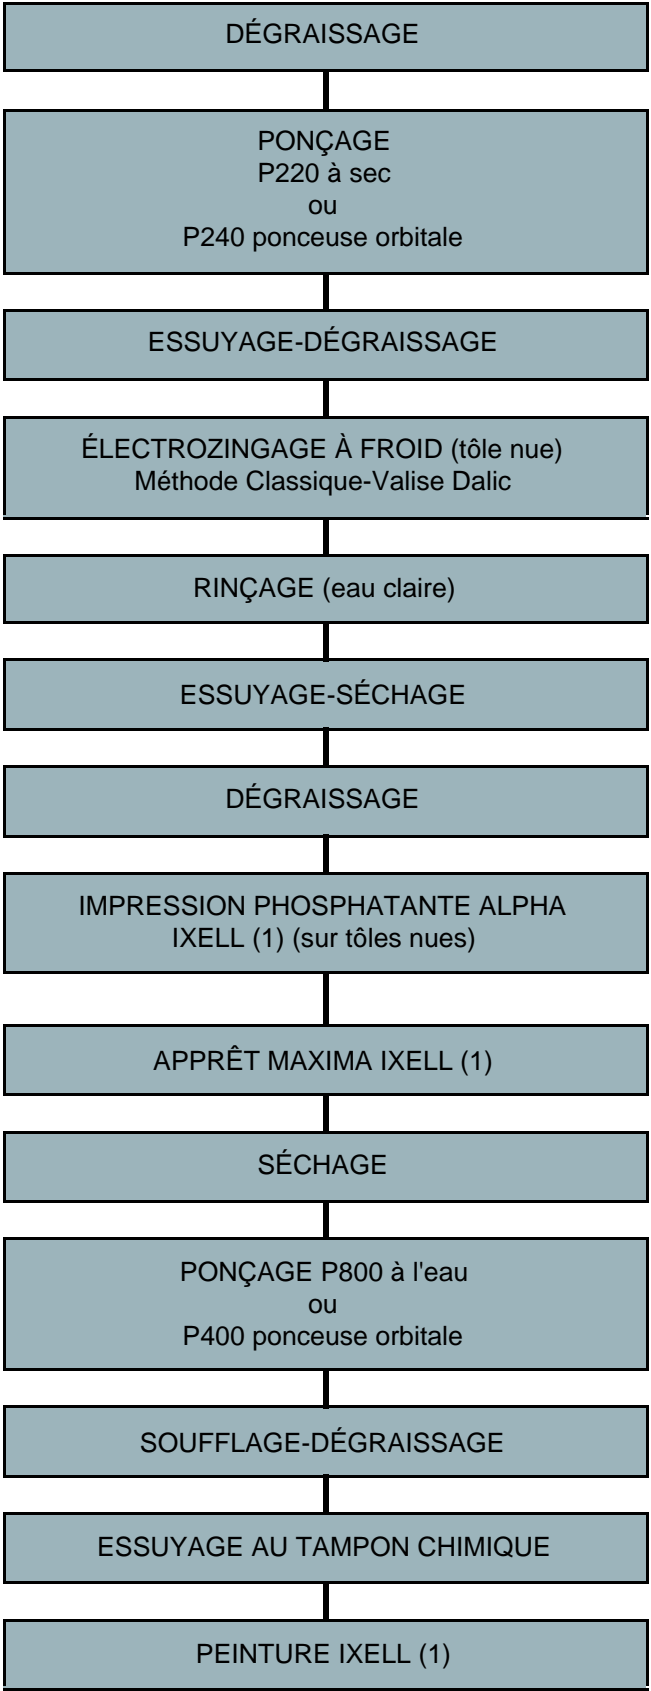 DÉGRAISSAGE
PONÇAGE
P220 à sec
ou
P240 ponceuse orbitale
ESSUYAGE-DÉGRAISSAGE
ÉLECTROZINGAGE À FROID (tôle nue)
Méthode Classique-Valise Dalic
RINÇAGE (eau claire)
ESSUYAGE-SÉCHAGE
DÉGRAISSAGE
IMPRESSION PHOSPHATANTE ALPHA
IXELL (1) (sur tôles nues)
APPRÊT MAXIMA IXELL (1)
SÉCHAGE
PONÇAGE P800 à l'eau
ou
P400 ponceuse orbitale
SOUFFLAGE-DÉGRAISSAGE
ESSUYAGE AU TAMPON CHIMIQUE
PEINTURE IXELL (1)